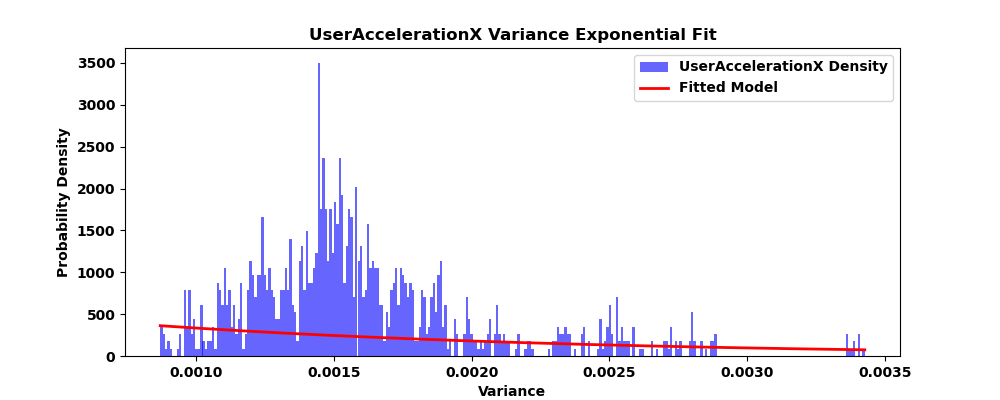 UserAccelerationX Variance Exponential Fit
UserAccelerationX Density
Fitted Model
Probability Density
3500
3000
2500
2000
1500
1000
500
0
0.0010
0.0015
0.0020
0.0025
0.0030
0.0035
Variance